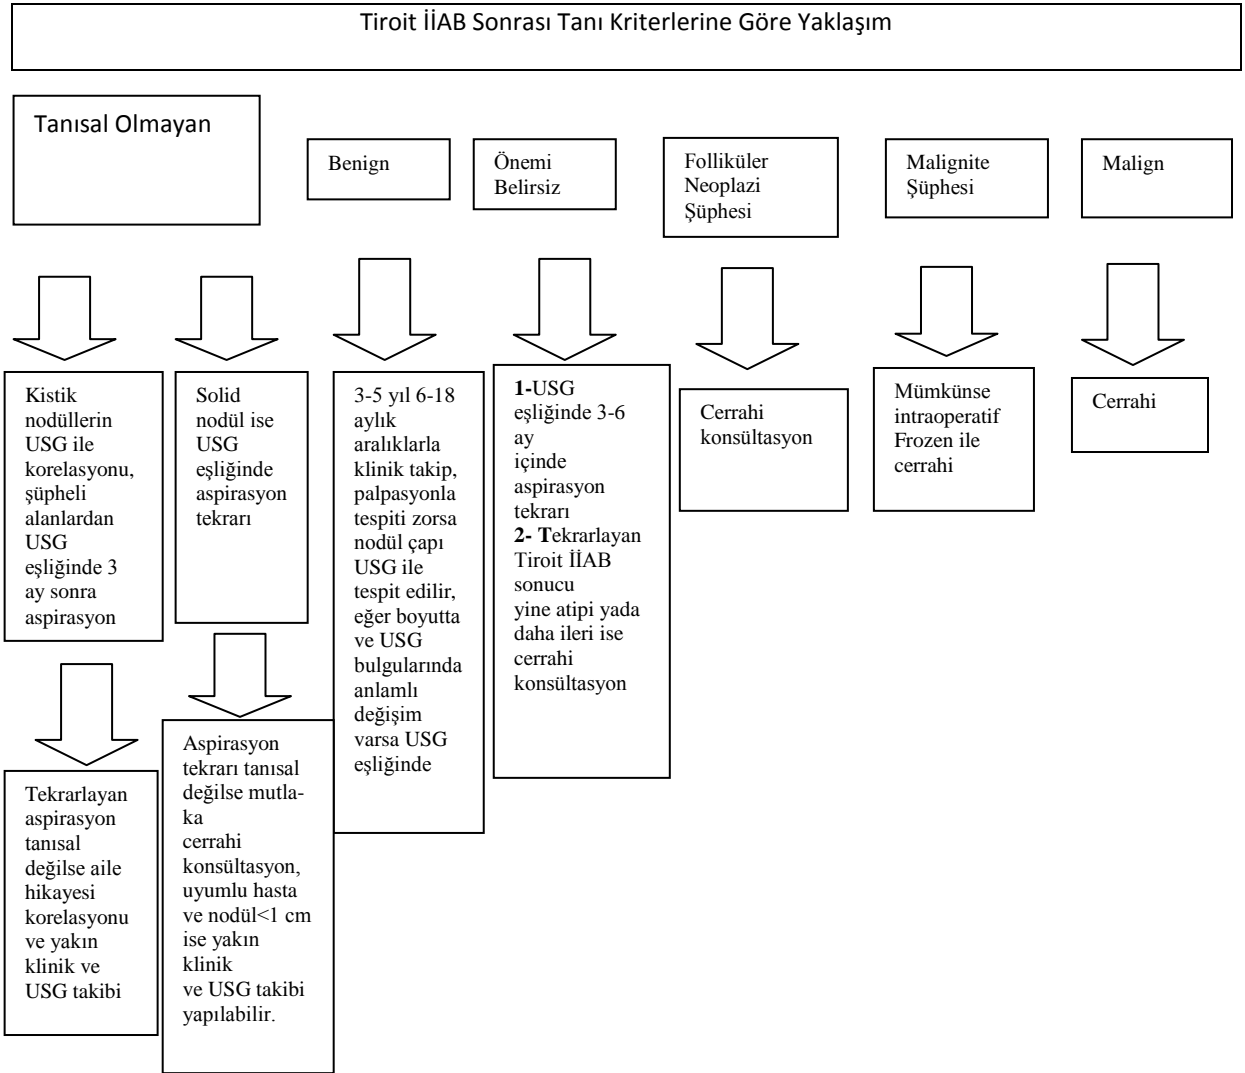 Tiroit İİAB Sonrası Tanı Kriterlerine Göre Yaklaşım
Tanısal Olmayan
Benign
Önemi
Belirsiz
Folliküler
Neoplazi
Şüphesi
Malignite
Şüphesi
Malign
Kistik
nodüllerin
USG ile
korelasyonu,
şüpheli
alanlardan
USG
eşliğinde 3
ay sonra
aspirasyon
Solid
nodül ise
USG
eşliğinde
aspirasyon
tekrarı
3-5 yıl 6-18
aylık
aralıklarla
klinik takip,
palpasyonla
tespiti zorsa
nodül çapı
USG ile
tespit edilir,
eğer boyutta
ve USG
bulgularında
anlamlı
değişim
varsa USG
eşliğinde
1-USG
eşliğinde 3-6
ay
içinde
aspirasyon
tekrarı
2- Tekrarlayan
Tiroit İİAB
sonucu
yine atipi yada
daha ileri ise
cerrahi
konsültasyon
Cerrahi
konsültasyon
Mümkünse
intraoperatif
Frozen ile
cerrahi
Cerrahi
Tekrarlayan
aspirasyon
tanısal
değilse aile
hikayesi
korelasyonu
ve yakın
klinik ve
USG takibi
Aspirasyon
tekrarı tanısal
değilse mutla-
ka
cerrahi
konsültasyon,
uyumlu hasta
ve nodül<1 cm
ise yakın
klinik
ve USG takibi
yapılabilir.